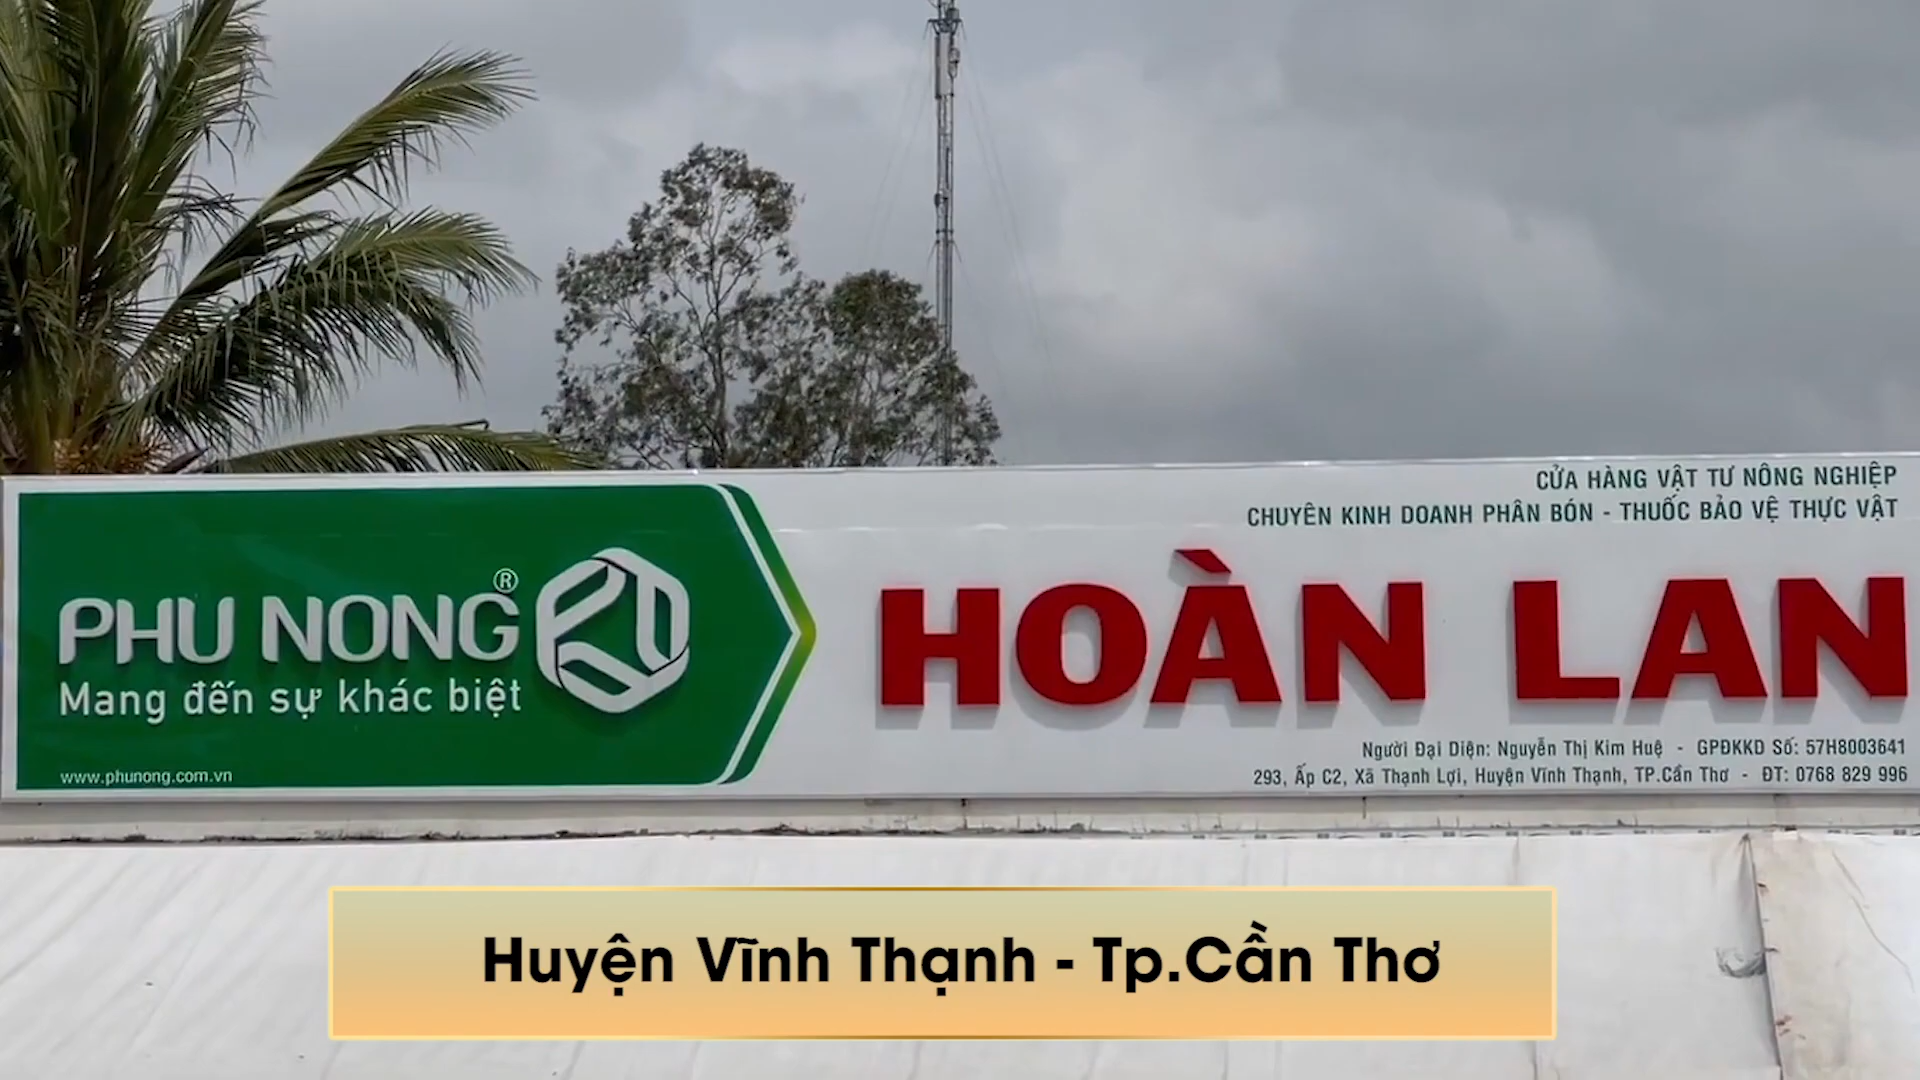 PHU NONG®
Mang đến sự khác biệt
www.phunong.com.vn
CỬA HÀNG VẬT TƯ NÔNG NGHIỆP
CHUYÊN KINH DOANH PHÂN BÓN - THUỐC BẢO VỆ THỰC VẬT
HOÀN LAN
Người Đại Diện: Nguyễn Thị Kim Huệ - GPĐKKD Số: 57H8003641
293, Ấp C2, Xã Thạnh Lợi, Huyện Vĩnh Thạnh, TP.Cần Thơ - ĐT: 0768 829 996
Huyện Vĩnh Thạnh - Tp.Cần Thơ